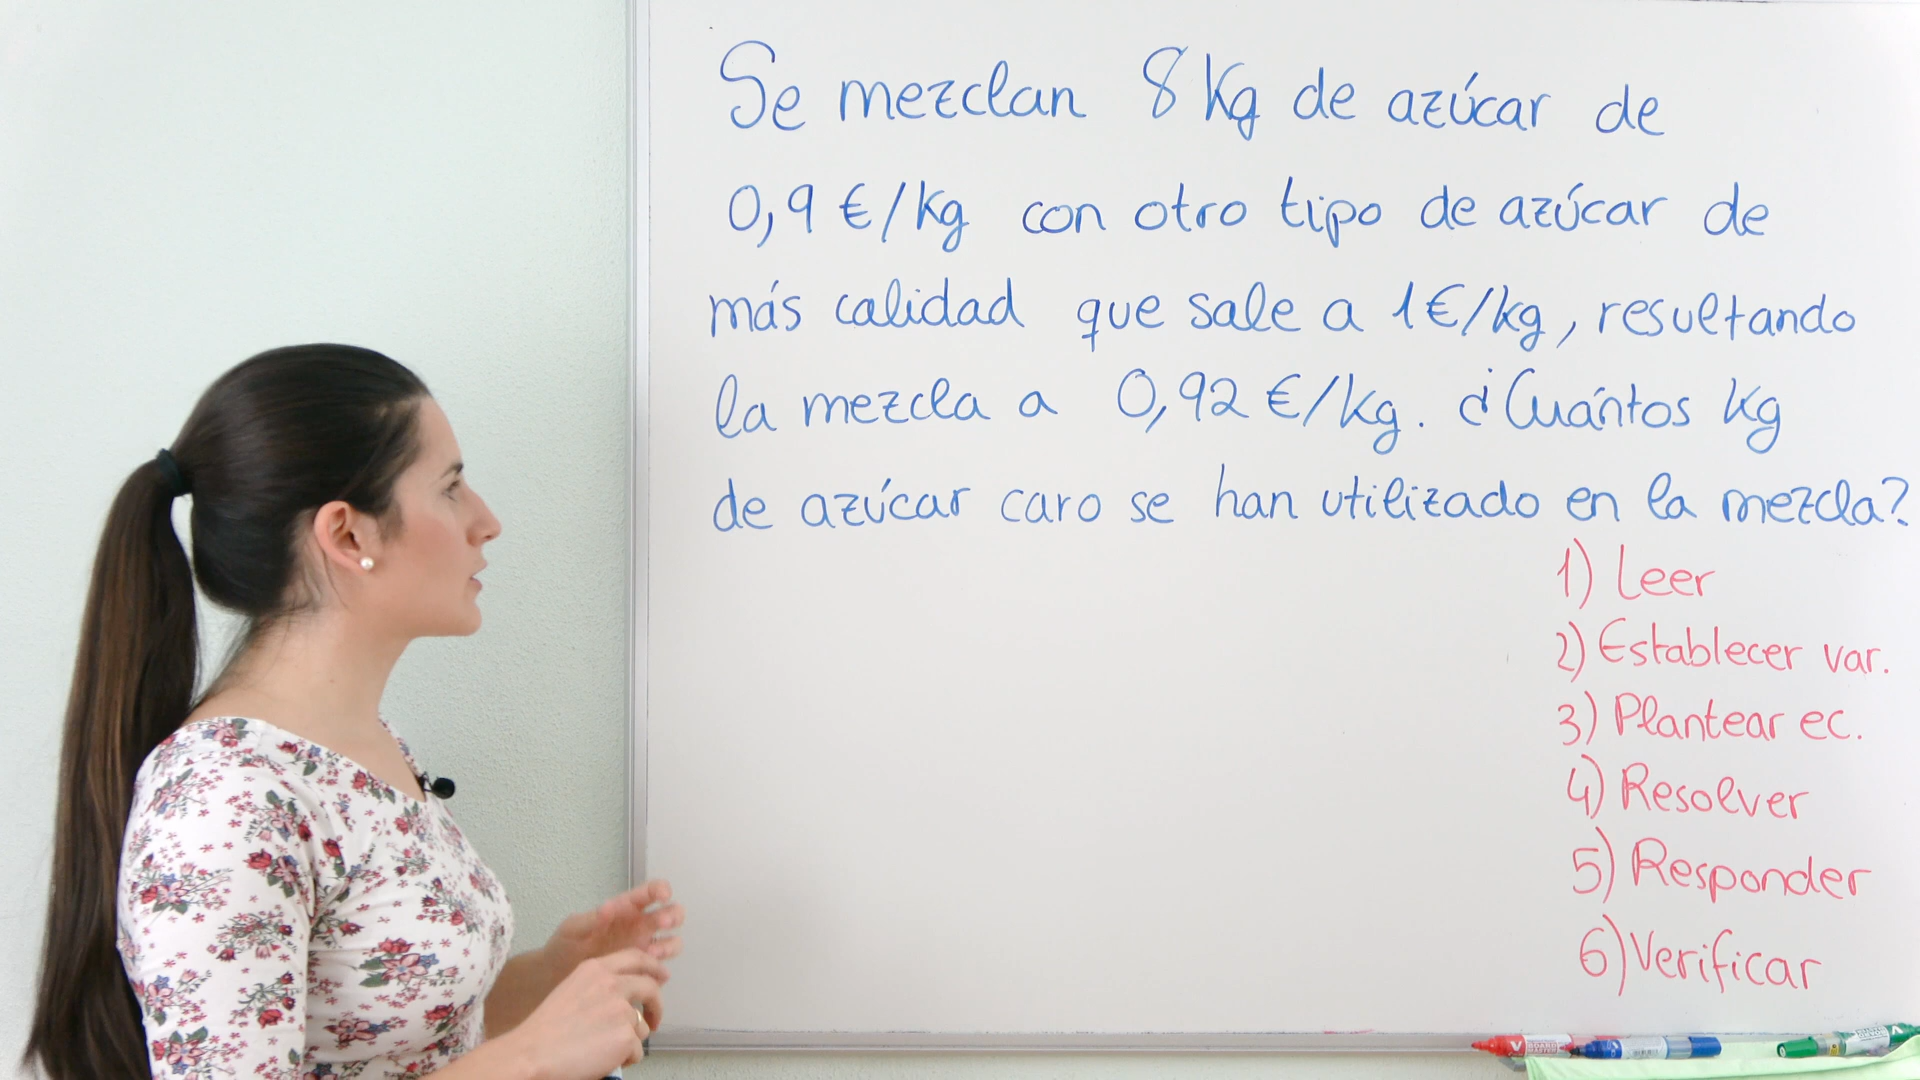 Se mezclan 8 Kg de azúcar de
0,9 €/kg con otro tipo de azúcar de
más calidad que sale a 1€/kg, resultando
la mezcla a 0,92 €/kg. ¿Cuántos kg
de azúcar caro se han utilizado en la mezcla?
1) Leer
2) Establecer var.
3) Plantear ec.
4) Resolver
5) Responder
6) Verificar